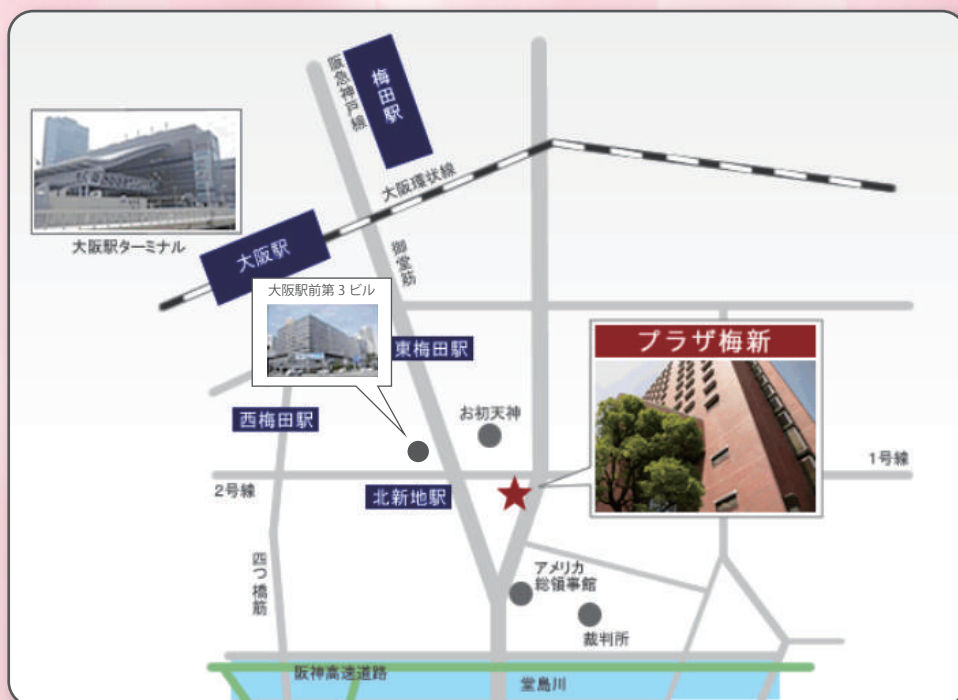 阪急神戸線
梅田駅
大阪環状線
大阪駅ターミナル
大阪駅
御堂筋
大阪駅前第3ビル
東梅田駅
プラザ梅新
西梅田駅
お初天神
1号線
2号線
北新地駅
四つ橋筋
アメリカ
総領事館
裁判所
阪神高速道路
堂島川